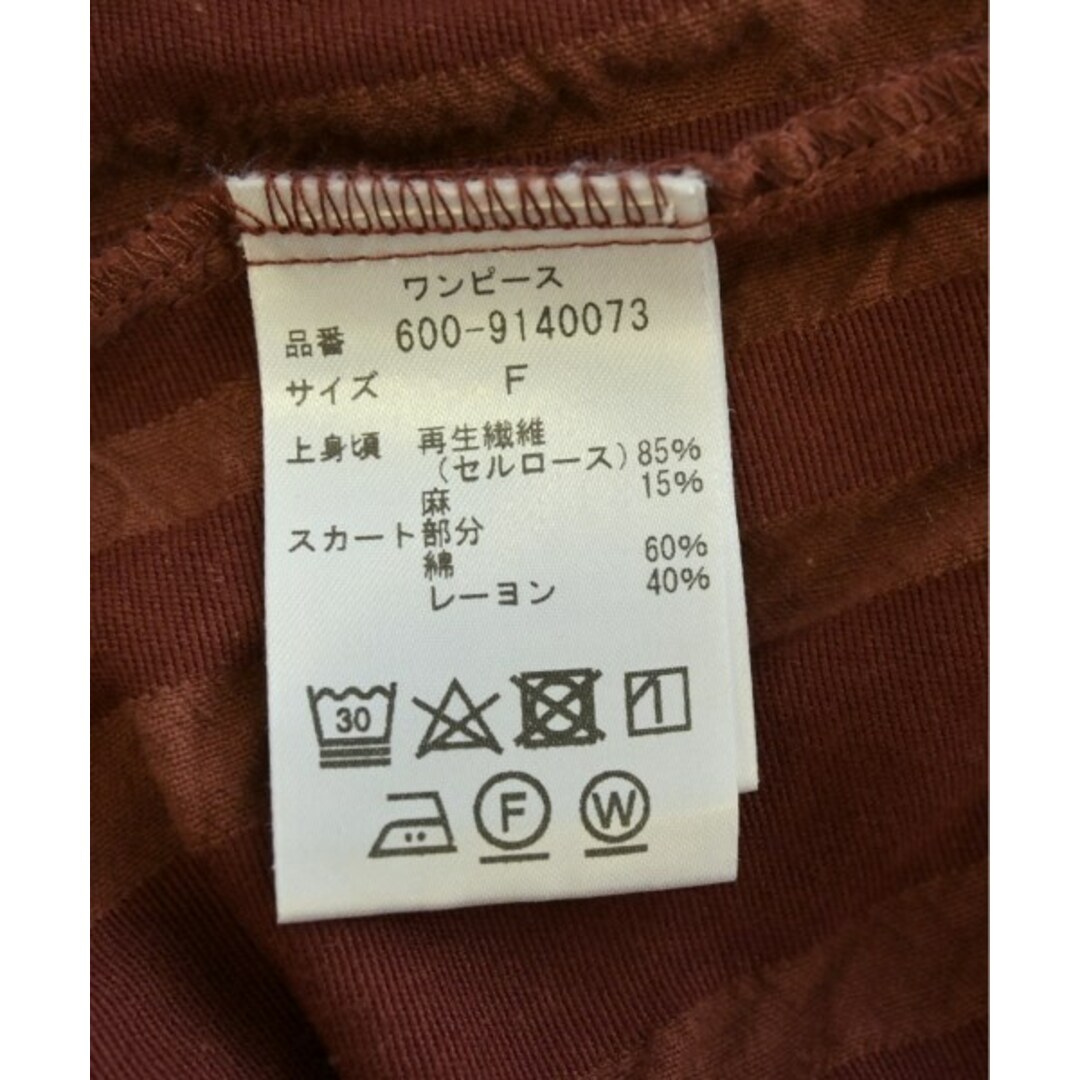 ワンピース
品番 600-9140073
サイズ F
上身頃 再生繊維
(セルロース) 85%
麻 15%
スカート部分
綿 60%
レーヨン 40%
30
F W